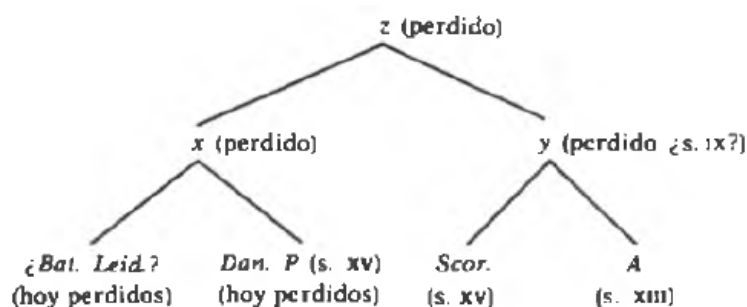 z (perdido)
x (perdido)
y (perdido ¿s. IX?)
¿Bat. Leid.? Dan. P (s. XV) Scor. A
(hoy perdidos) (hoy perdidos) (s. XV) (s. XIII)